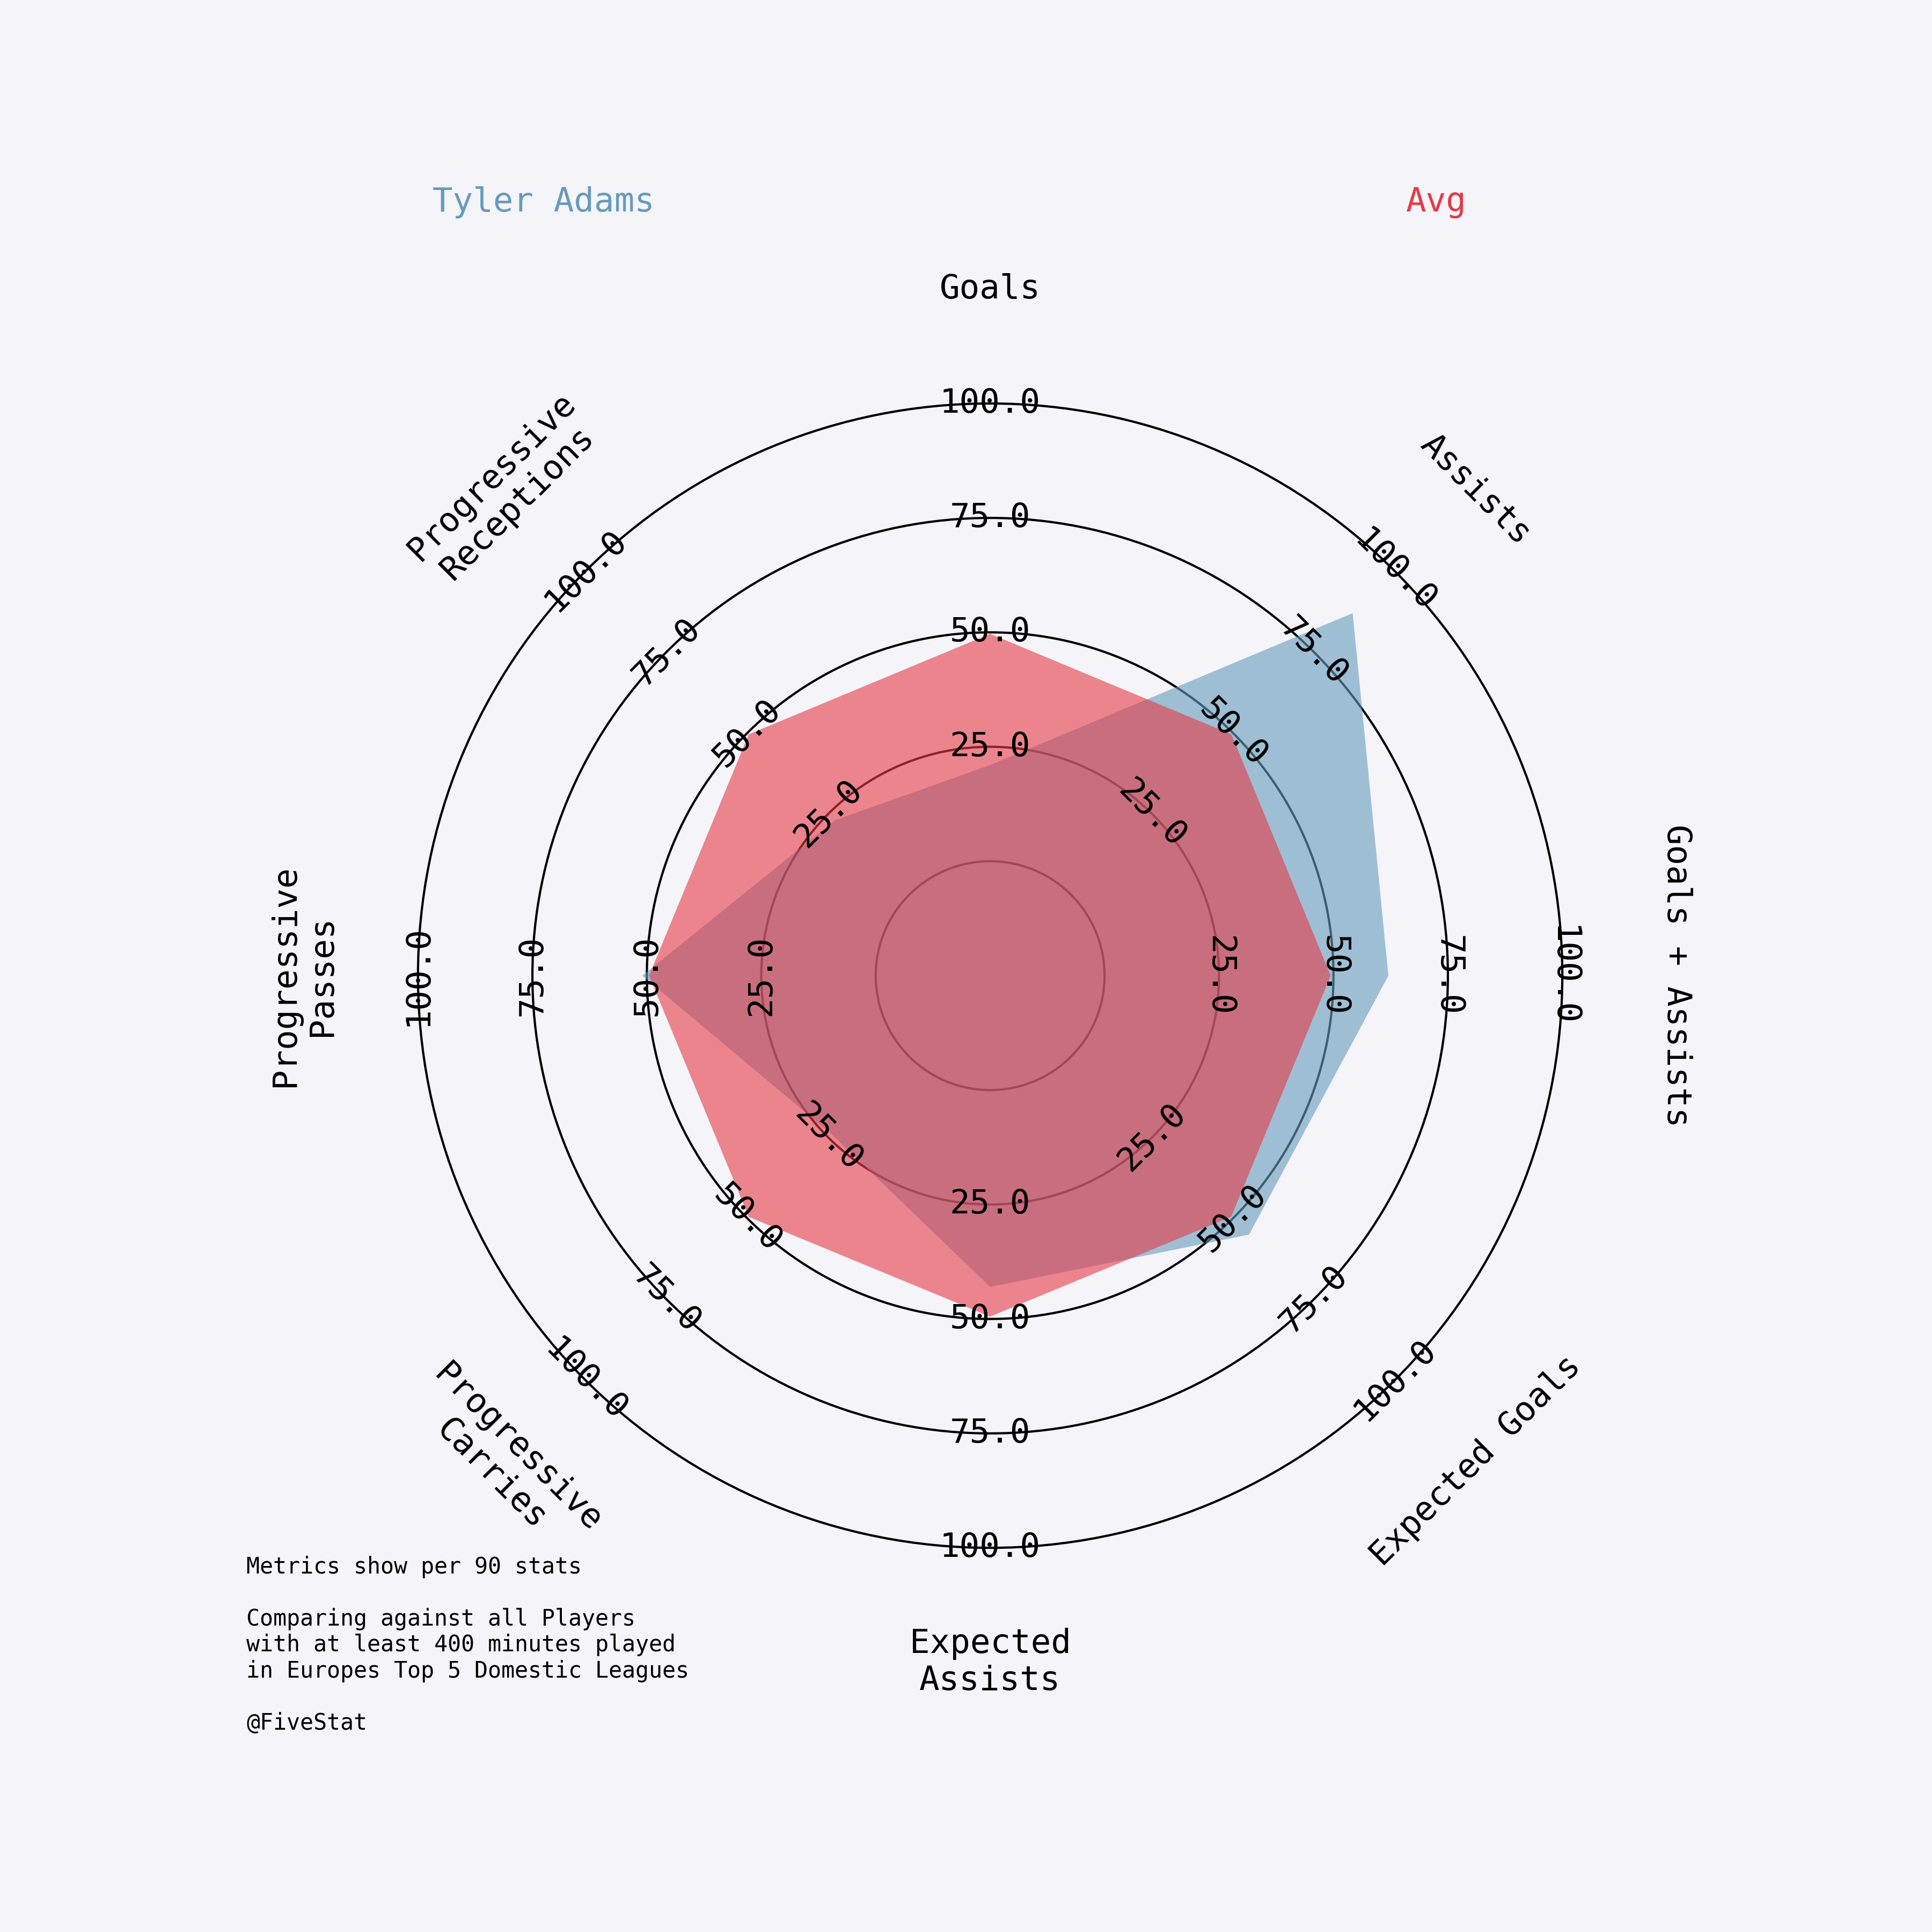 Tyler Adams
Avg
Goals
Assists
Goals + Assists
Expected Goals
Expected
Assists
Progressive
Carries
Progressive
Passes
Progressive
Receptions
25.0
50.0
75.0
100.0
25.0
50.0
75.0
100.0
25.0
50.0
75.0
100.0
25.0
50.0
75.0
100.0
25.0
50.0
75.0
100.0
25.0
50.0
75.0
100.0
25.0
50.0
75.0
100.0
25.0
50.0
75.0
100.0
Metrics show per 90 stats
Comparing against all Players
with at least 400 minutes played
in Europes Top 5 Domestic Leagues
@FiveStat